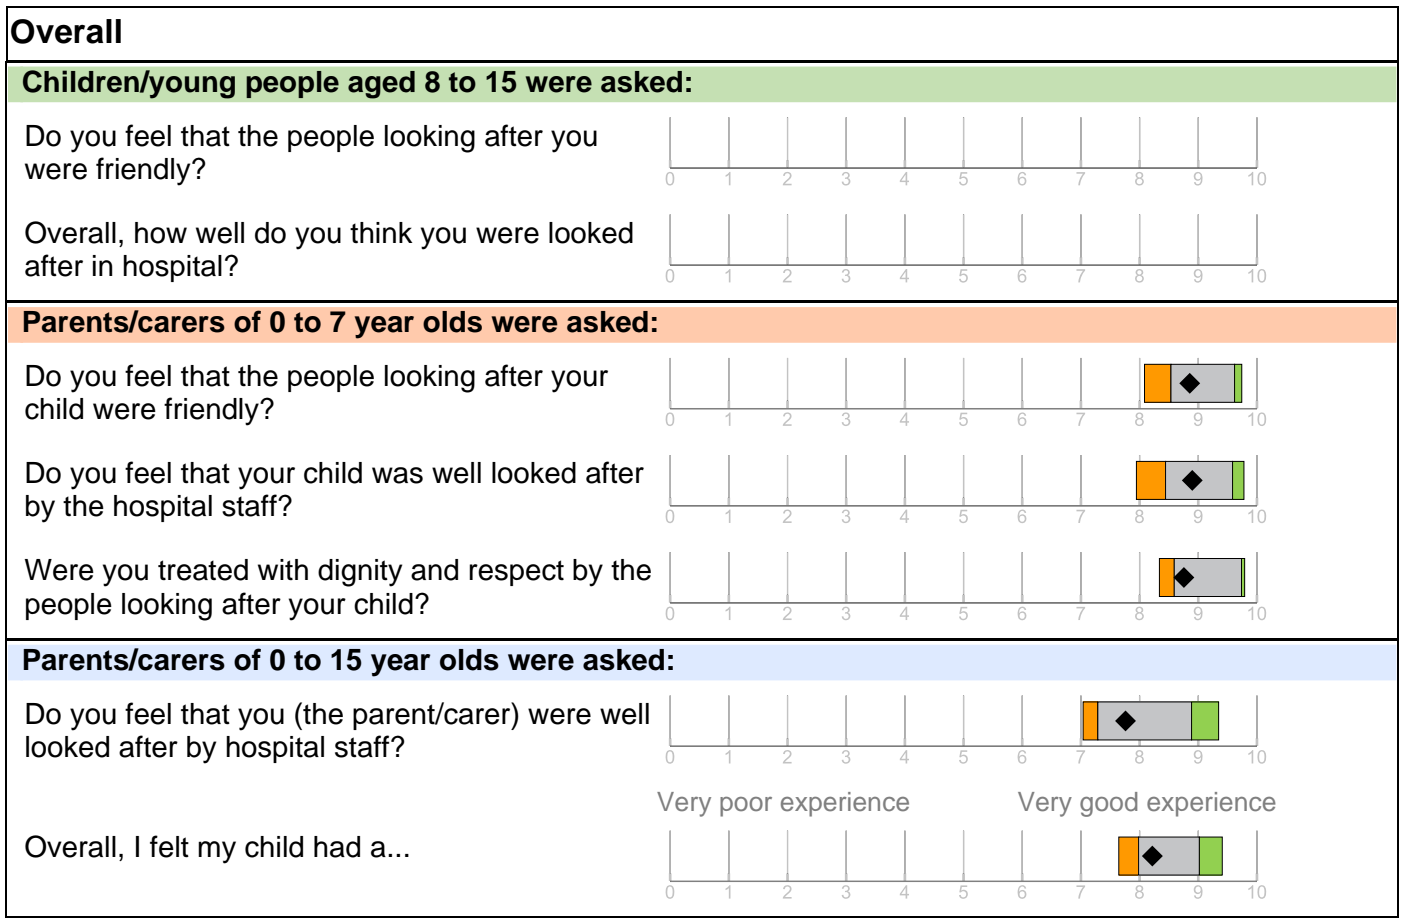 Overall
Children/young people aged 8 to 15 were asked:
Do you feel that the people looking after you
were friendly?
0 1 2 3 4 5 6 7 8 9 10
Overall, how well do you think you were looked
after in hospital?
0 1 2 3 4 5 6 7 8 9 10
Parents/carers of 0 to 7 year olds were asked:
Do you feel that the people looking after your
child were friendly?
0 1 2 3 4 5 6 7 8 9 10
Do you feel that your child was well looked after
by the hospital staff?
0 1 2 3 4 5 6 7 8 9 10
Were you treated with dignity and respect by the
people looking after your child?
0 1 2 3 4 5 6 7 8 9 10
Parents/carers of 0 to 15 year olds were asked:
Do you feel that you (the parent/carer) were well
looked after by hospital staff?
0 1 2 3 4 5 6 7 8 9 10
Very poor experience Very good experience
Overall, I felt my child had a...
0 1 2 3 4 5 6 7 8 9 10